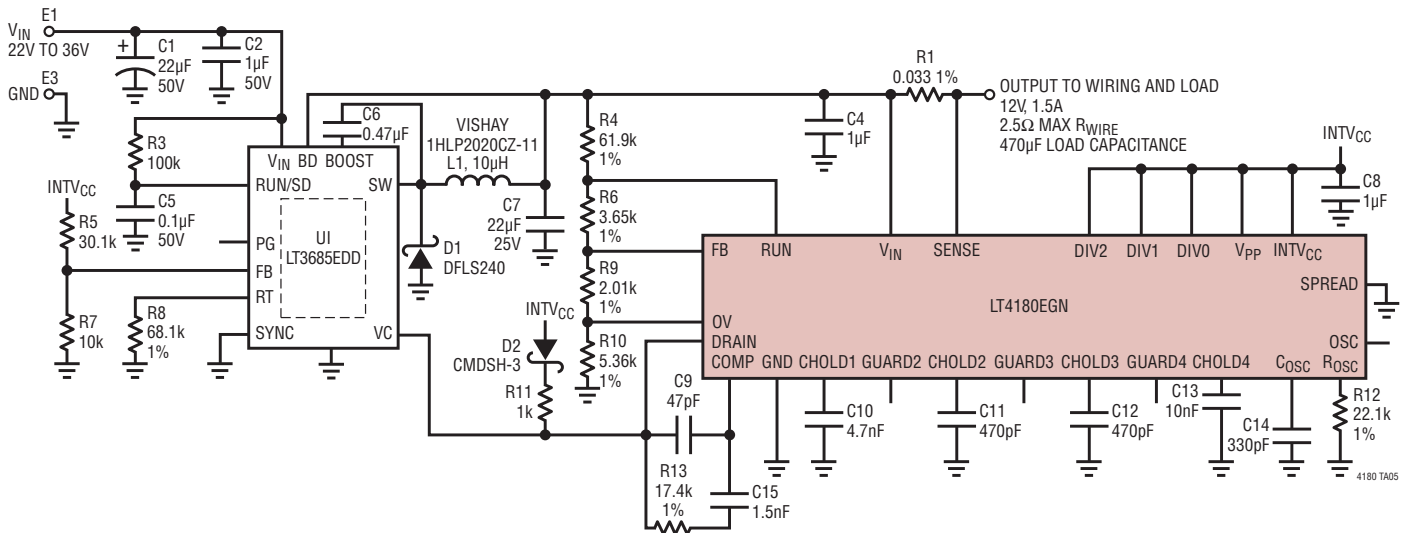 E1
VIN
22V TO 36V
E3
GND
+
C1
22µF
50V
C2
1µF
50V
R3
100k
INTVCC
R5
30.1k
C5
0.1µF
50V
R7
10k
R8
68.1k
1%
VIN BD BOOST
RUN/SD
SW
PG
FB
RT
SYNC
VC
UI
LT3685EDD
C6
0.47µF
VISHAY
1HLP2020CZ-11
L1, 10µH
D1
DFLS240
C7
22µF
25V
R4
61.9k
1%
R6
3.65k
1%
R9
2.01k
1%
R10
5.36k
1%
INTVCC
D2
CMDSH-3
R11
1k
C9
47pF
R13
17.4k
1%
C15
1.5nF
C4
1µF
R1
0.033 1%
OUTPUT TO WIRING AND LOAD
12V, 1.5A
2.5Ω MAX RWIRE
470µF LOAD CAPACITANCE
INTVCC
C8
1µF
FB RUN VIN SENSE DIV2 DIV1 DIV0 VPP INTVCC
SPREAD
LT4180EGN
OV
DRAIN
OSC
COMP GND CHOLD1 GUARD2 CHOLD2 GUARD3 CHOLD3 GUARD4 CHOLD4 COSC ROSC
C10
4.7nF
C11
470pF
C12
470pF
C13
10nF
C14
330pF
R12
22.1k
1%
4180 TA05